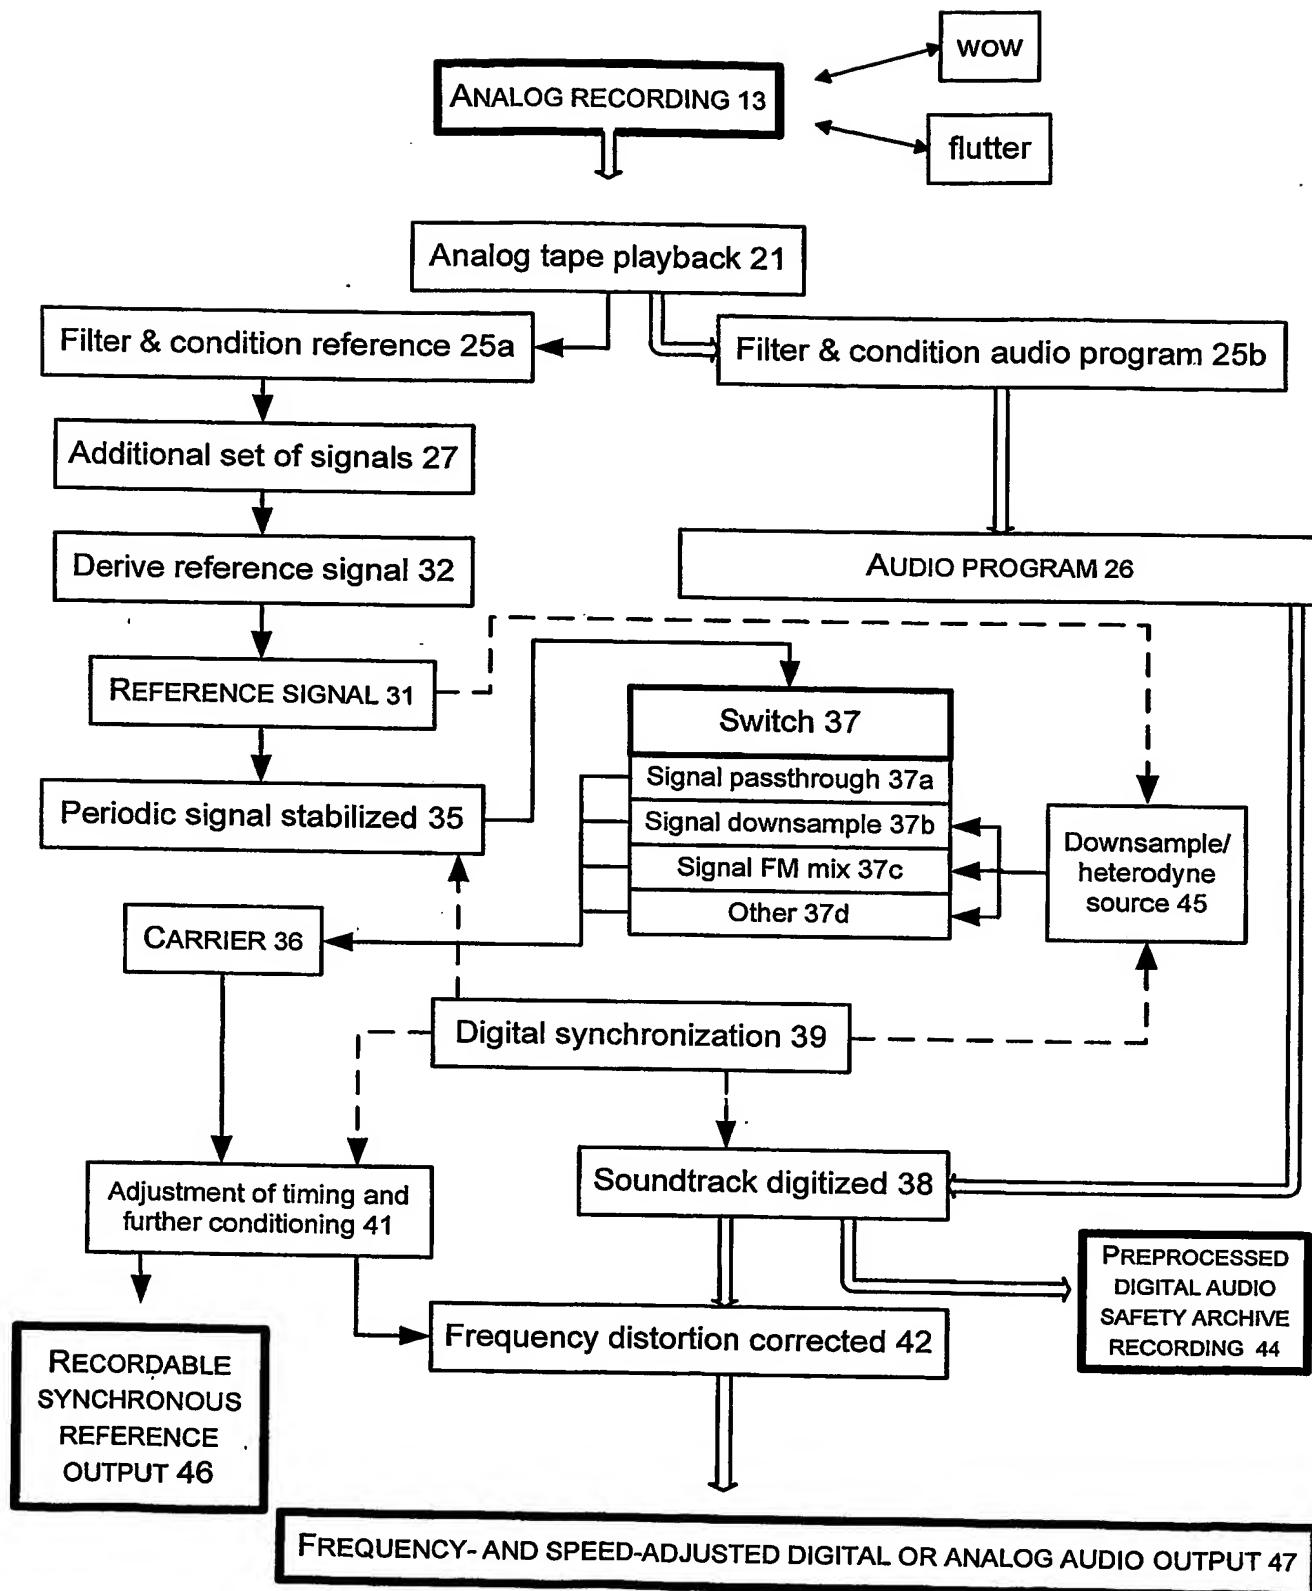 WOW
ANALOG RECORDING 13
flutter
Analog tape playback 21
Filter & condition reference 25a
Filter & condition audio program 25b
Additional set of signals 27
Derive reference signal 32
AUDIO PROGRAM 26
REFERENCE SIGNAL 31
Switch 37
Signal passthrough 37a
Periodic signal stabilized 35
Signal downsample 37b
Signal FM mix 37c
Other 37d
Downsample/
heterodyne
source 45
CARRIER 36
Digital synchronization 39
Soundtrack digitized 38
Adjustment of timing and
further conditioning 41
PREPROCESSED
DIGITAL AUDIO
SAFETY ARCHIVE
RECORDING 44
Frequency distortion corrected 42
RECORDABLE
SYNCHRONOUS
REFERENCE
OUTPUT 46
FREQUENCY- AND SPEED-ADJUSTED DIGITAL OR ANALOG AUDIO OUTPUT 47